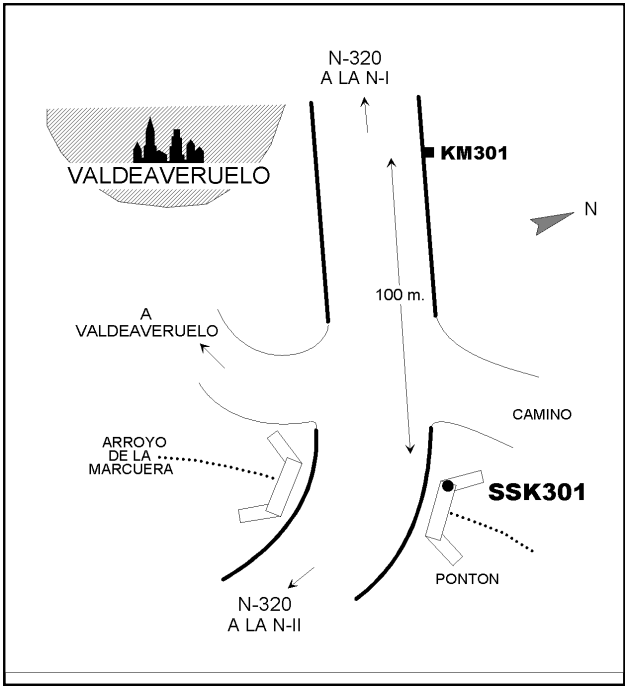 N-320
A LA N-I
KM301
VALDEAVERUELO
N
100 m.
A
VALDEAVERUELO
CAMINO
ARROYO
DE LA
MARCUERA
SSK301
PONTON
N-320
A LA N-II